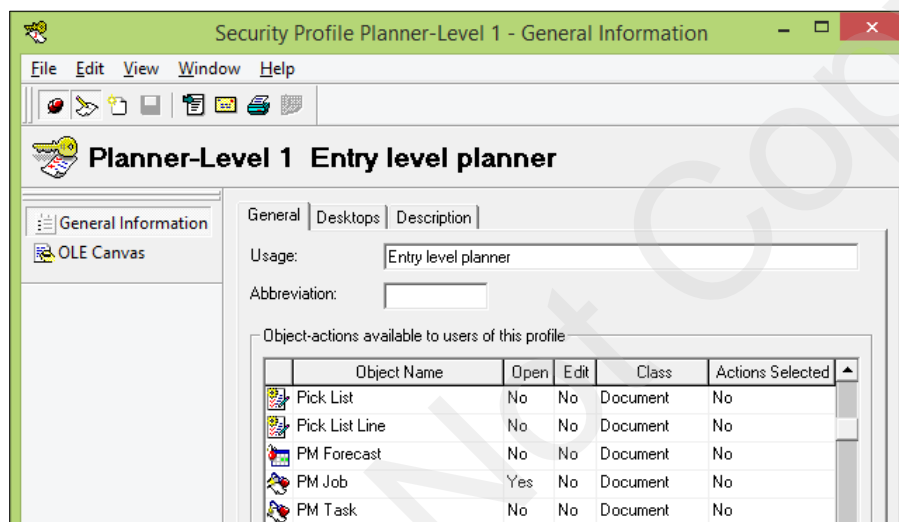 Security Profile Planner-Level 1 - General Information
File Edit View Window Help
Planner-Level 1 Entry level planner
General Information
OLE Canvas
General Desktops Description
Usage: Entry level planner
Abbreviation:
Object-actions available to users of this profile
Object Name Open Edit Class Actions Selected
Pick List No No Document No
Pick List Line No No Document No
PM Forecast No No Document No
PM Job Yes No Document No
PM Task No No Document No
Not Cop